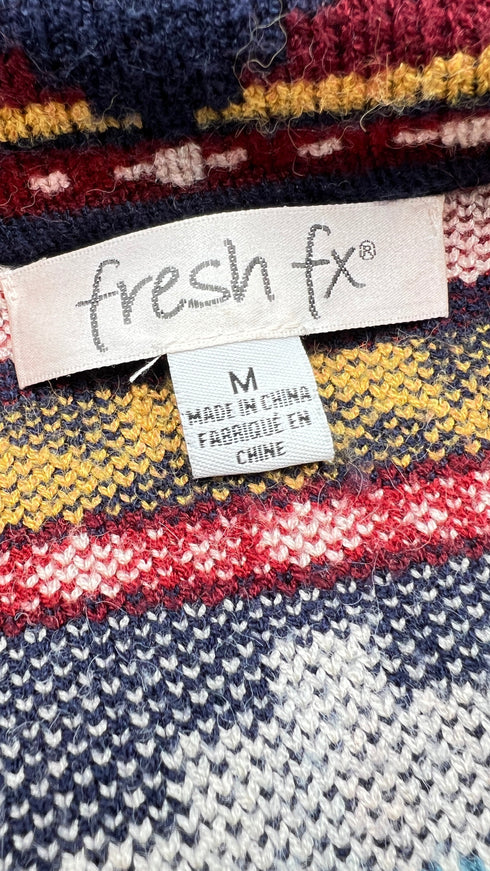 fresh fx®
M
MADE IN CHINA
FABRIQUÉ EN
CHINE